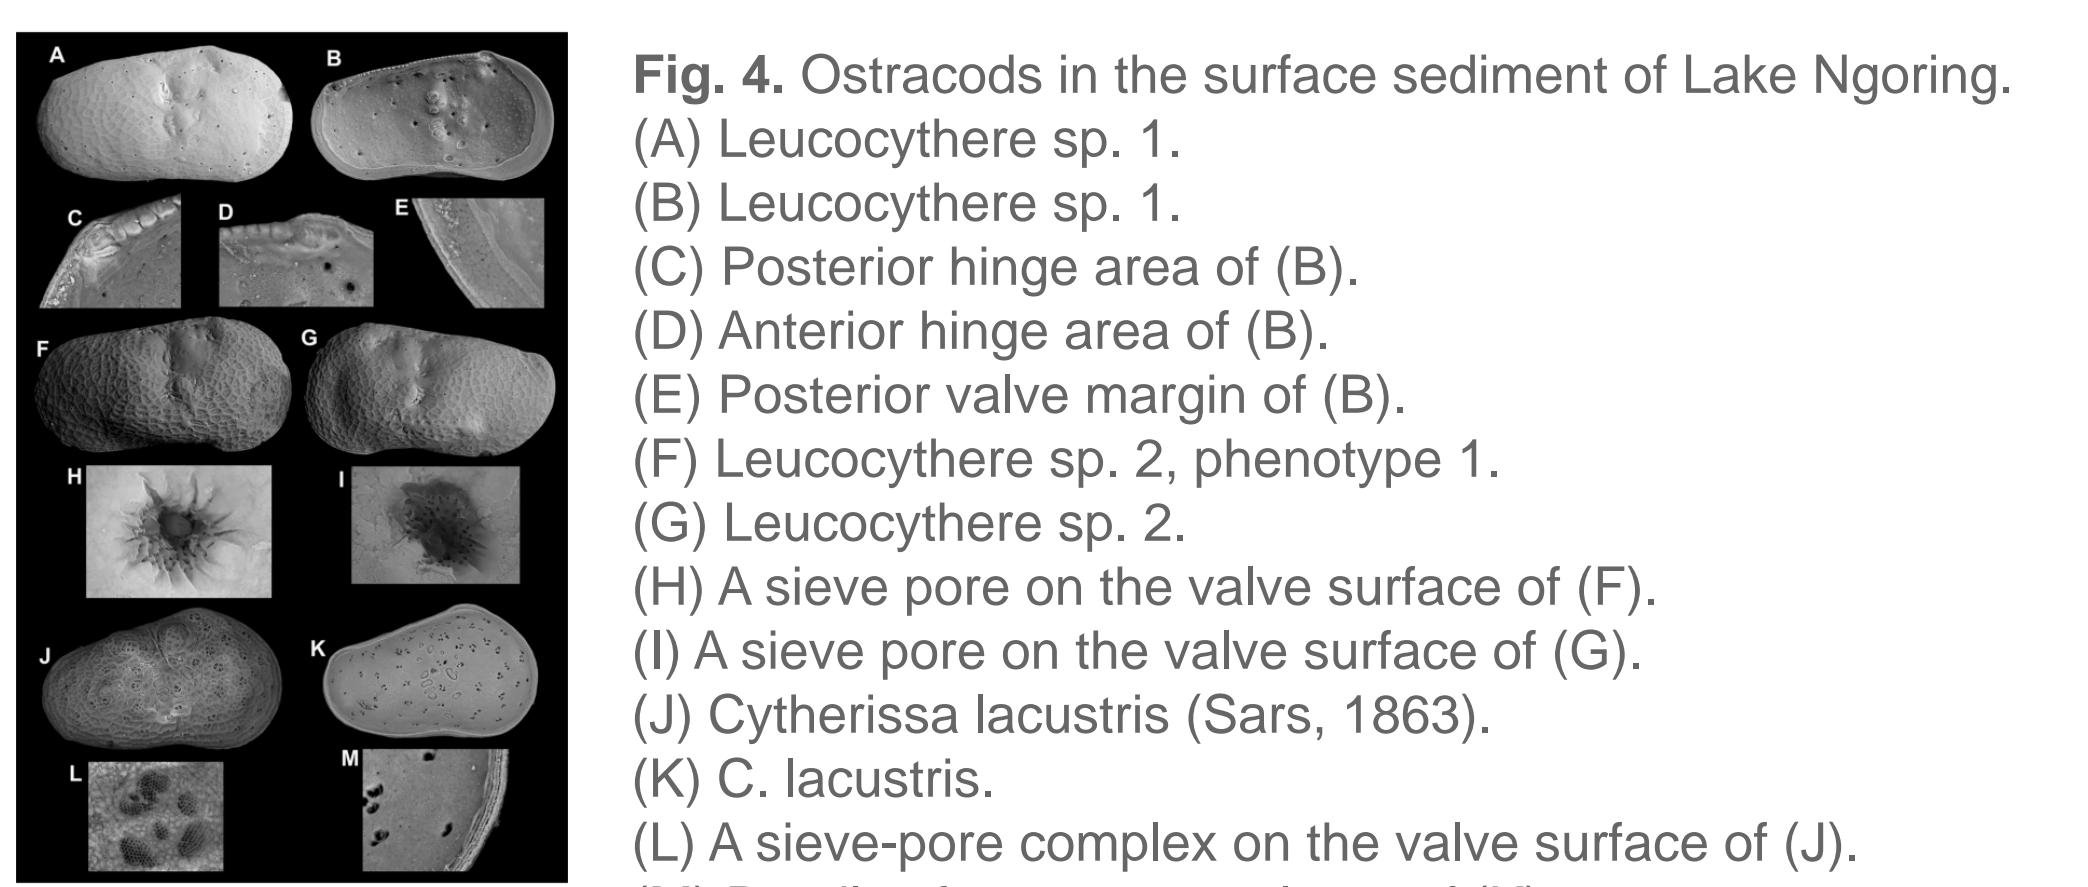 A
B
C
D
E
F
G
H
I
J
K
L
M
Fig. 4. Ostracods in the surface sediment of Lake Ngoring.
(A) Leucocythere sp. 1.
(B) Leucocythere sp. 1.
(C) Posterior hinge area of (B).
(D) Anterior hinge area of (B).
(E) Posterior valve margin of (B).
(F) Leucocythere sp. 2, phenotype 1.
(G) Leucocythere sp. 2.
(H) A sieve pore on the valve surface of (F).
(I) A sieve pore on the valve surface of (G).
(J) Cytherissa lacustris (Sars, 1863).
(K) C. lacustris.
(L) A sieve-pore complex on the valve surface of (J).